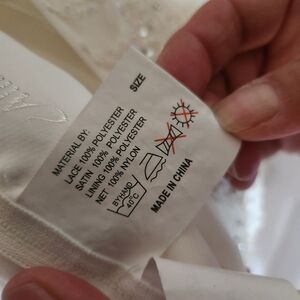 MATERIAL BY:
LACE 100% POLYESTER
SATIN 100% POLYESTER
LINING 100% POLYESTER
NET 100% NYLON
BY HAND
40°C
SIZE
MADE IN CHINA